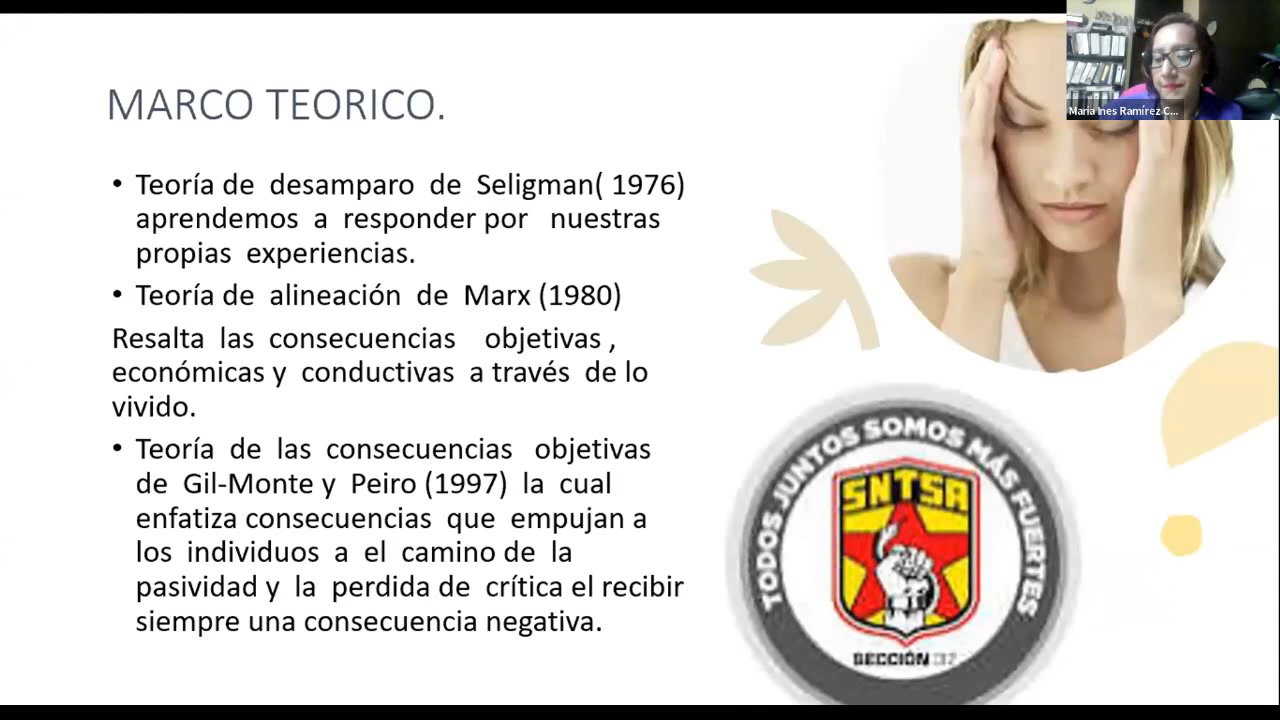 MARCO TEORICO.
Maria Ines Ramírez C...
• Teoría de desamparo de Seligman( 1976)
aprendemos a responder por nuestras
propias experiencias.
• Teoría de alineación de Marx (1980)
Resalta las consecuencias objetivas ,
económicas y conductivas a través de lo
vivido.
• Teoría de las consecuencias objetivas
de Gil-Monte y Peiro (1997) la cual
enfatiza consecuencias que empujan a
los individuos a el camino de la
pasividad y la perdida de crítica el recibir
siempre una consecuencia negativa.
TODOS JUNTOS SOMOS MÁS FUERTES
SNTSA
SECCIÓN